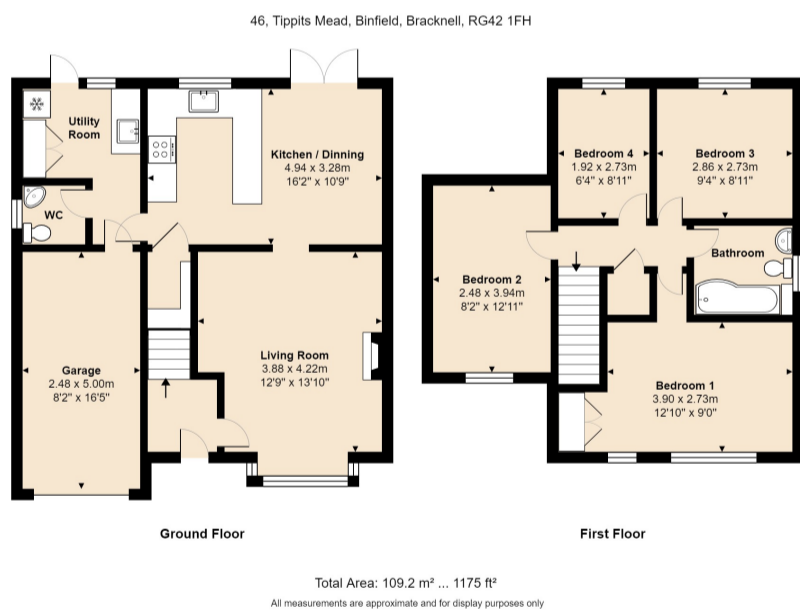 46, Tippits Mead, Binfield, Bracknell, RG42 1FH
Utility
Room
Kitchen / Dinning
4.94 x 3.28m
16'2" x 10'9"
WC
Garage
2.48 x 5.00m
8'2" x 16'5"
Living Room
3.88 x 4.22m
12'9" x 13'10"
Ground Floor
Bedroom 4
1.92 x 2.73m
6'4" x 8'11"
Bedroom 3
2.86 x 2.73m
9'4" x 8'11"
Bedroom 2
2.48 x 3.94m
8'2" x 12'11"
Bathroom
Bedroom 1
3.90 x 2.73m
12'10" x 9'0"
First Floor
Total Area: 109.2 m² ... 1175 ft²
All measurements are approximate and for display purposes only